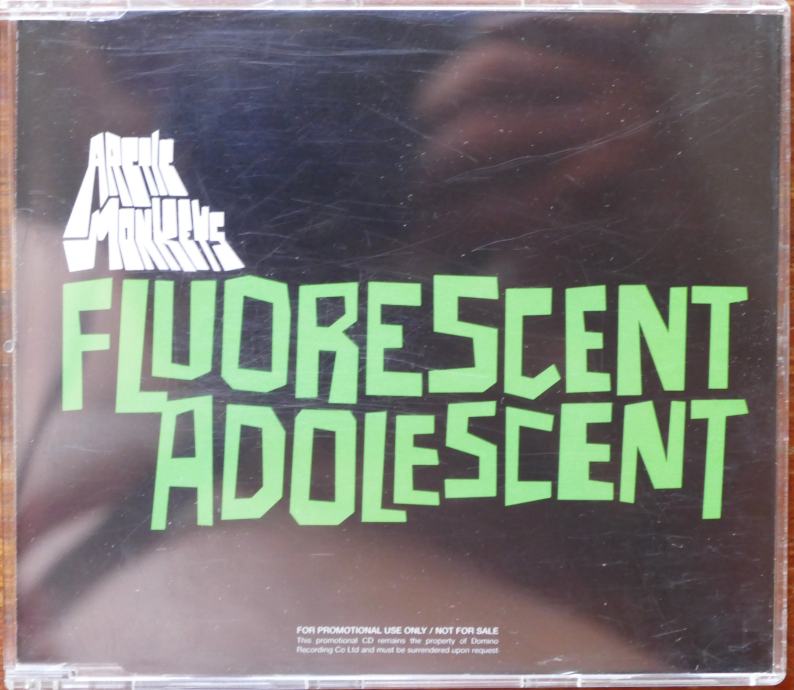 ARCTIC
MONKEYS
FLUORESCENT
ADOLESCENT
FOR PROMOTIONAL USE ONLY / NOT FOR SALE
This promotional CD remains the property of Domino
Recording Co Ltd and must be surrendered upon request